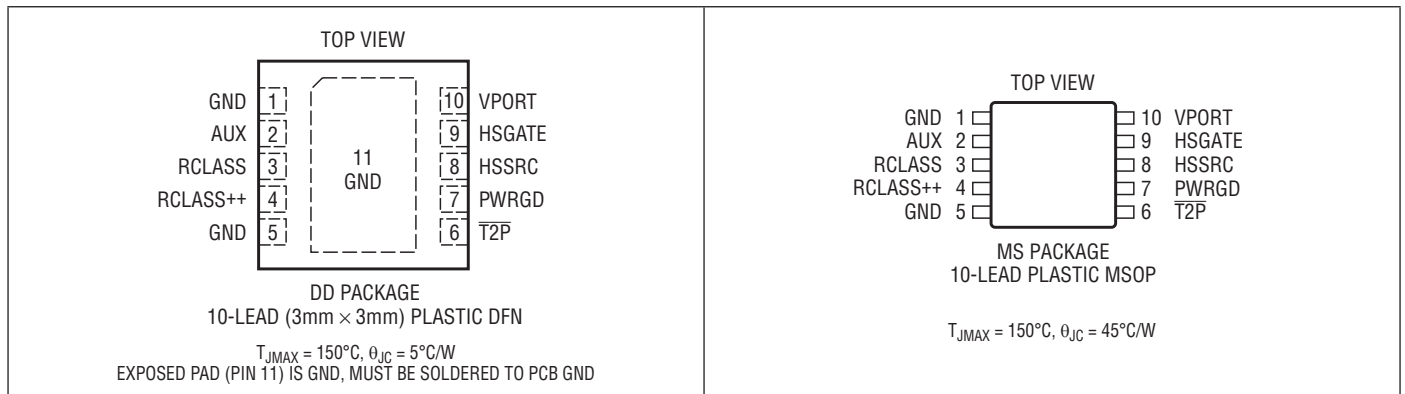 TOP VIEW
GND 1
AUX 2
RCLASS 3
RCLASS++ 4
GND 5
11
GND
10 VPORT
9 HSGATE
8 HSSRC
7 PWRGD
6 T2P
DD PACKAGE
10-LEAD (3mm × 3mm) PLASTIC DFN
TJMAX = 150°C, θJC = 5°C/W
EXPOSED PAD (PIN 11) IS GND, MUST BE SOLDERED TO PCB GND
TOP VIEW
GND 1
AUX 2
RCLASS 3
RCLASS++ 4
GND 5
10 VPORT
9 HSGATE
8 HSSRC
7 PWRGD
6 T2P
MS PACKAGE
10-LEAD PLASTIC MSOP
TJMAX = 150°C, θJC = 45°C/W